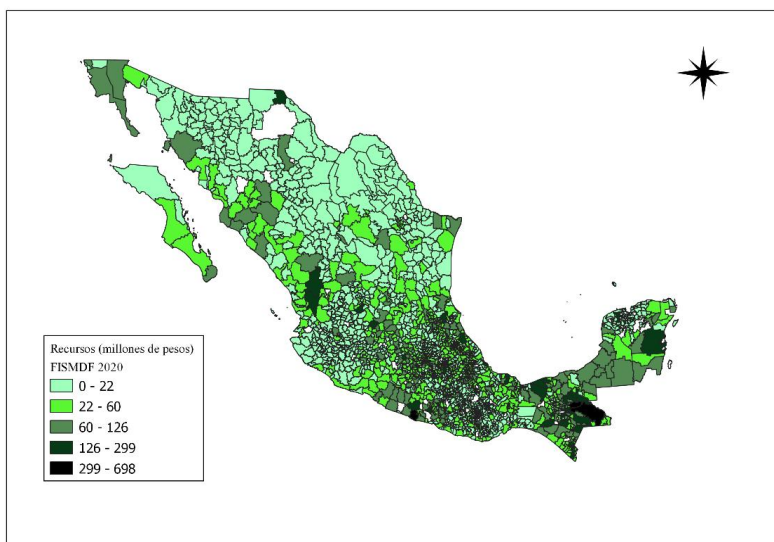 Recursos (millones de pesos)
FISMDF 2020
0 - 22
22 - 60
60 - 126
126 - 299
299 - 698